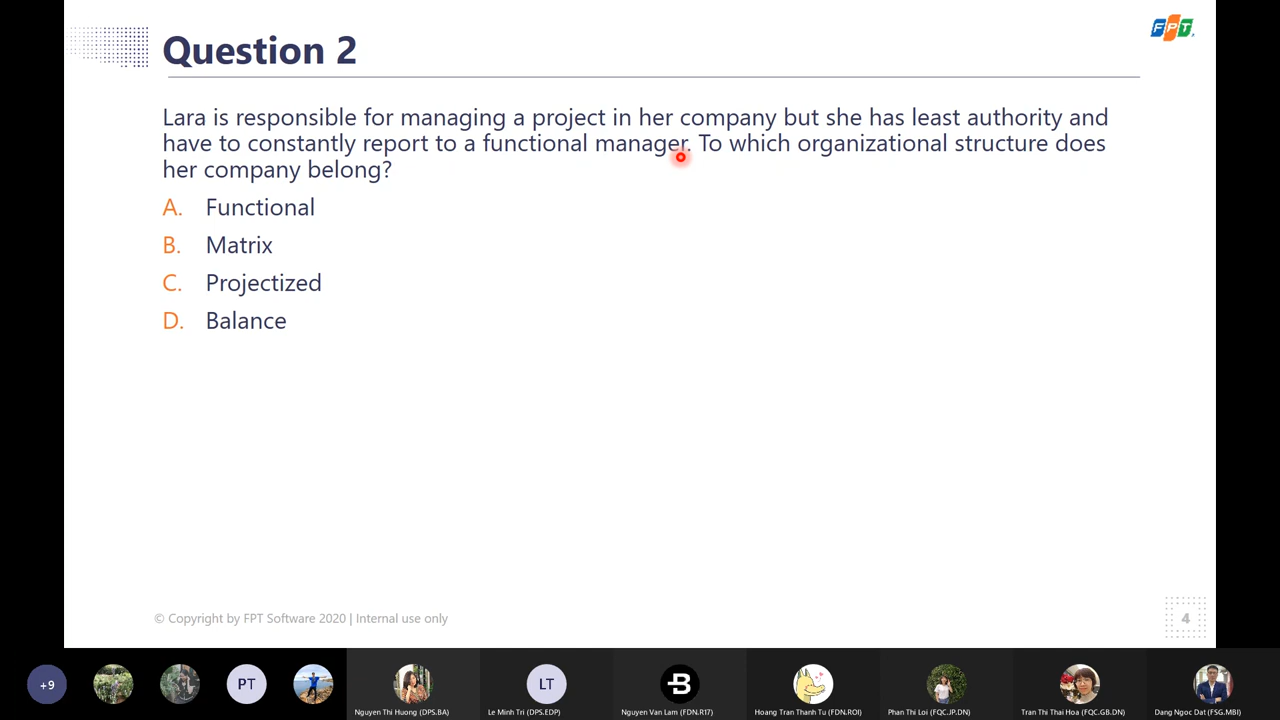 FPT
Question 2
Lara is responsible for managing a project in her company but she has least authority and
have to constantly report to a functional manager. To which organizational structure does
her company belong?
A. Functional
B. Matrix
C. Projectized
D. Balance
© Copyright by FPT Software 2020 | Internal use only
4
+9
PT
LT
B
Nguyen Thi Huong (DPS.BA)
Le Minh Tri (DPS.EDP)
Nguyen Van Lam (FDN.R17)
Hoang Tran Thanh Tu (FDN.ROI)
Phan Thi Loi (FQC.JP.DN)
Tran Thi Thai Hoa (FQC.GB.DN)
Dang Ngoc Dat (FSG.MBI)